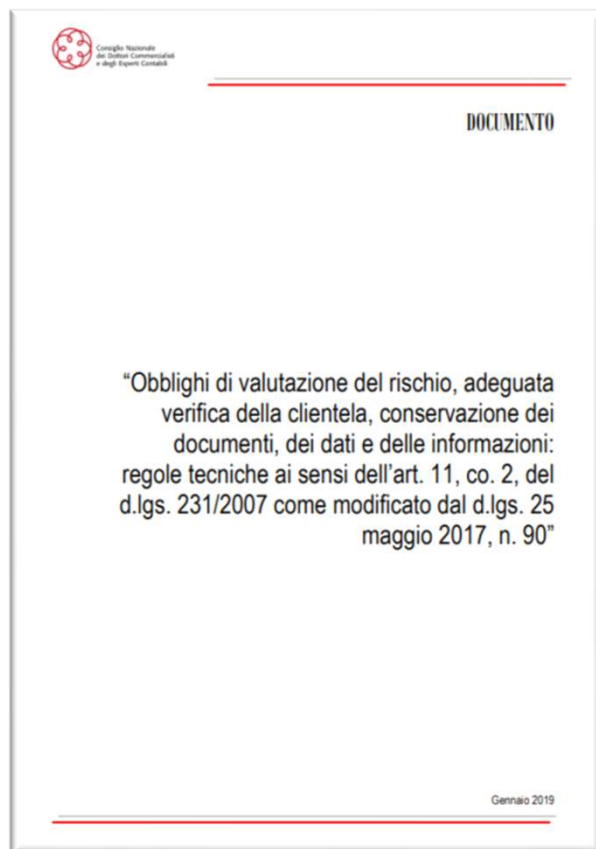 Consiglio Nazionale
dei Dottori Commercialisti
e degli Esperti Contabili
DOCUMENTO
“Obblighi di valutazione del rischio, adeguata
verifica della clientela, conservazione dei
documenti, dei dati e delle informazioni:
regole tecniche ai sensi dell’art. 11, co. 2, del
d.lgs. 231/2007 come modificato dal d.lgs. 25
maggio 2017, n. 90”
Gennaio 2019